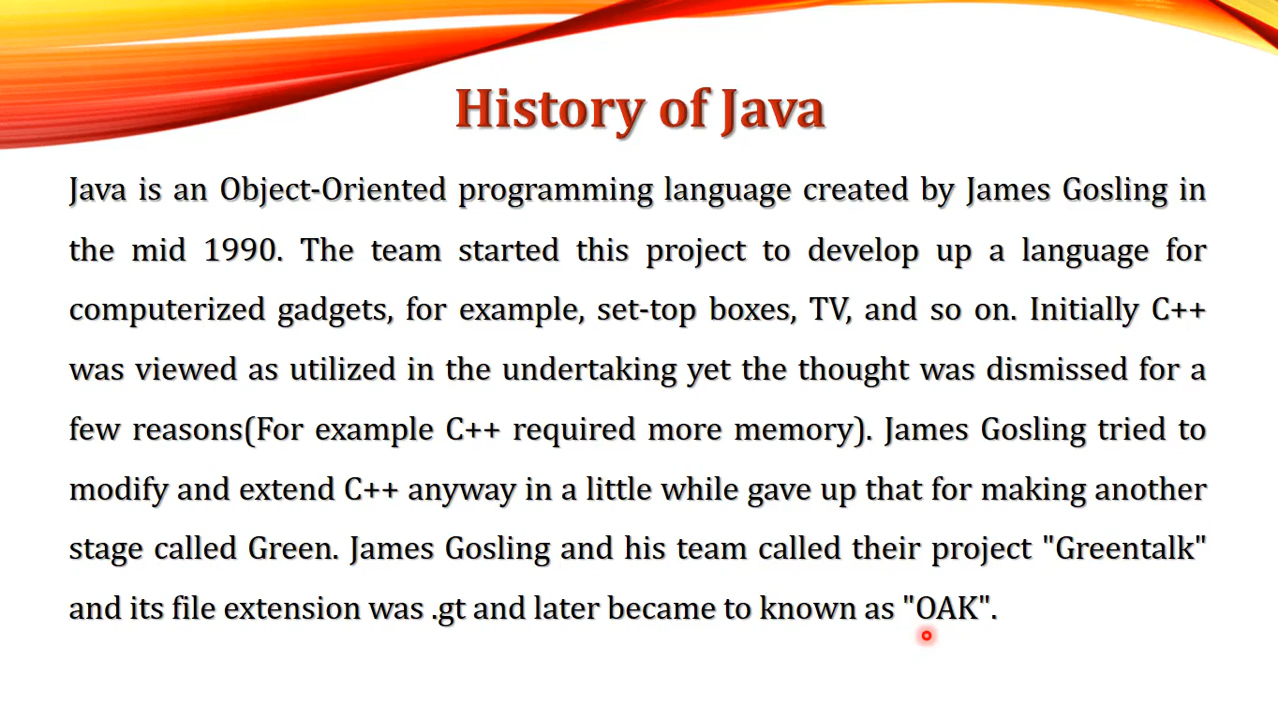 History of Java
Java is an Object-Oriented programming language created by James Gosling in
the mid 1990. The team started this project to develop up a language for
computerized gadgets, for example, set-top boxes, TV, and so on. Initially C++
was viewed as utilized in the undertaking yet the thought was dismissed for a
few reasons(For example C++ required more memory). James Gosling tried to
modify and extend C++ anyway in a little while gave up that for making another
stage called Green. James Gosling and his team called their project "Greentalk"
and its file extension was .gt and later became to known as "OAK".